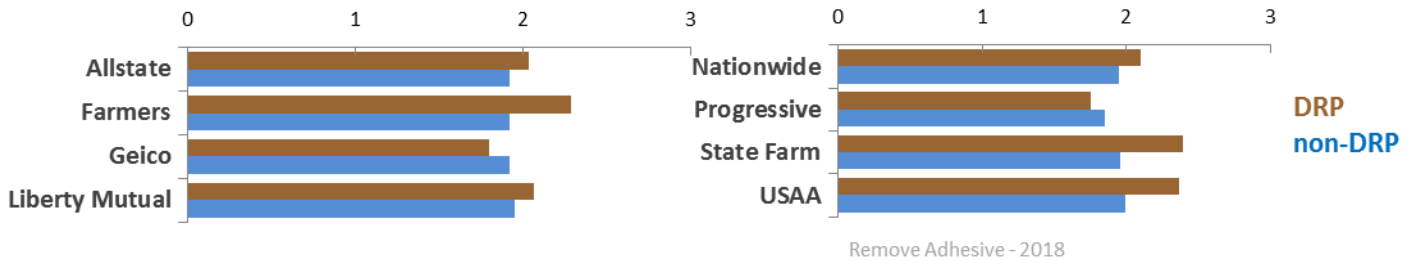 0 1 2 3
Allstate
Farmers
Geico
Liberty Mutual
0 1 2 3
Nationwide
Progressive
State Farm
USAA
DRP
non-DRP
Remove Adhesive - 2018